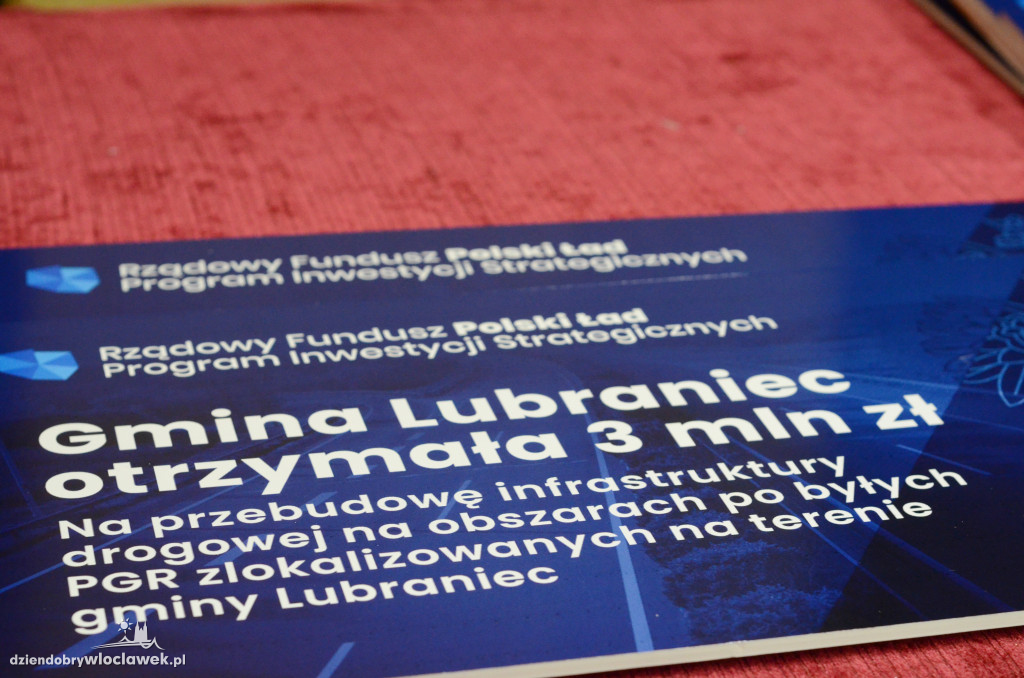 Rządowy Fundusz Polski Ład
Program Inwestycji Strategicznych
Rządowy Fundusz Polski Ład
Program Inwestycji Strategicznych
Gmina Lubraniec
otrzymała 3 mln zł
Na przebudowę infrastruktury
drogowej na obszarach po byłych
PGR zlokalizowanych na terenie
gminy Lubraniec
dziendobrywloclawek.pl